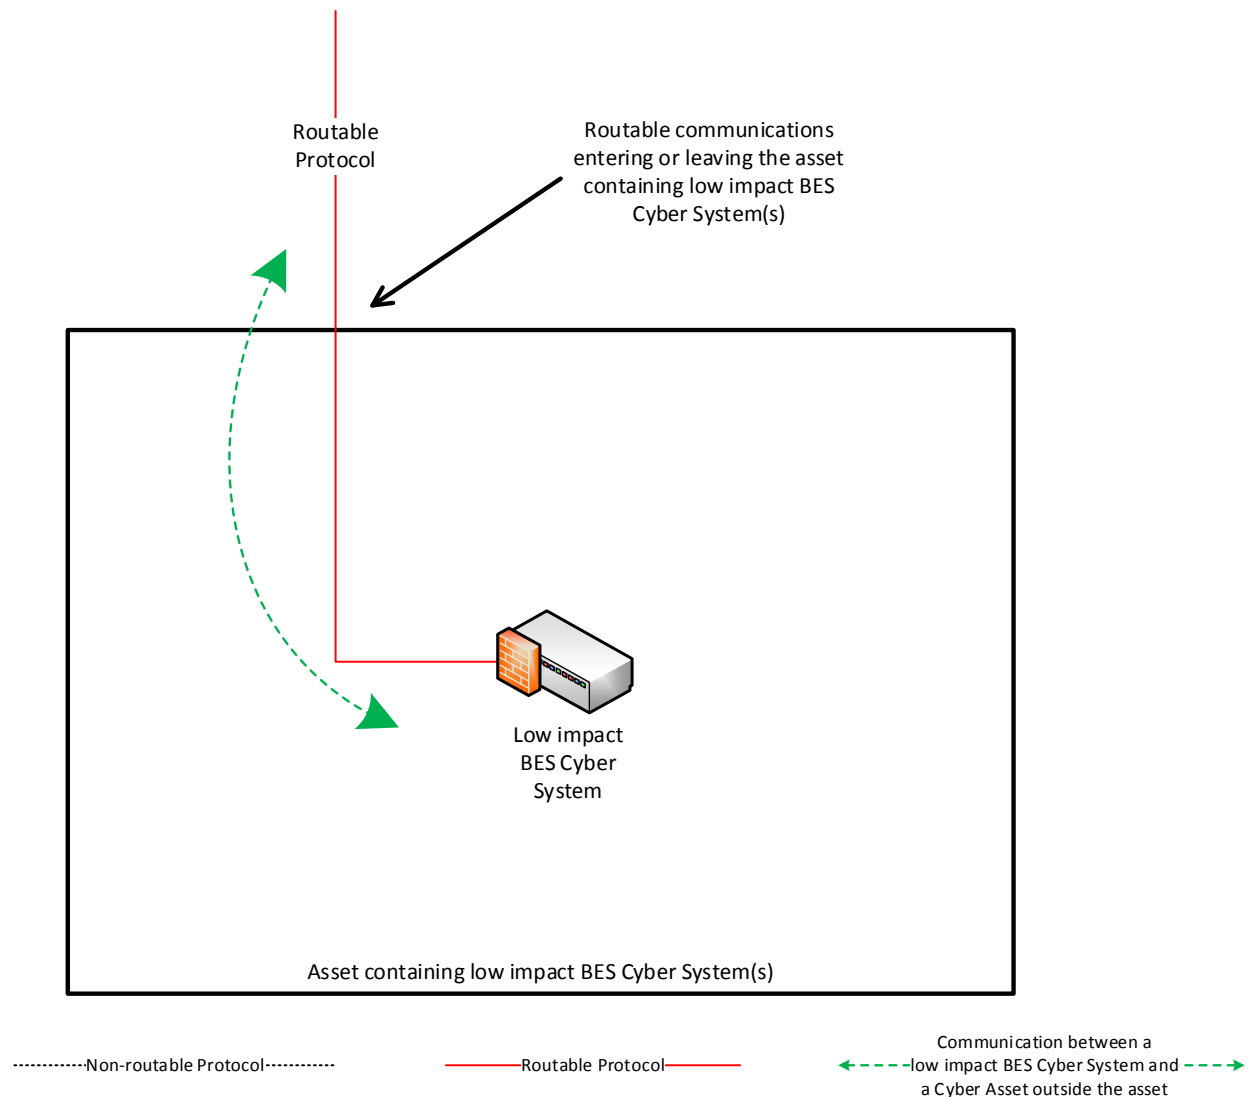 Routable
Protocol
Routable communications
entering or leaving the asset
containing low impact BES
Cyber System(s)
Low impact
BES Cyber
System
Asset containing low impact BES Cyber System(s)
Non-routable Protocol
Routable Protocol
Communication between a
low impact BES Cyber System and
a Cyber Asset outside the asset